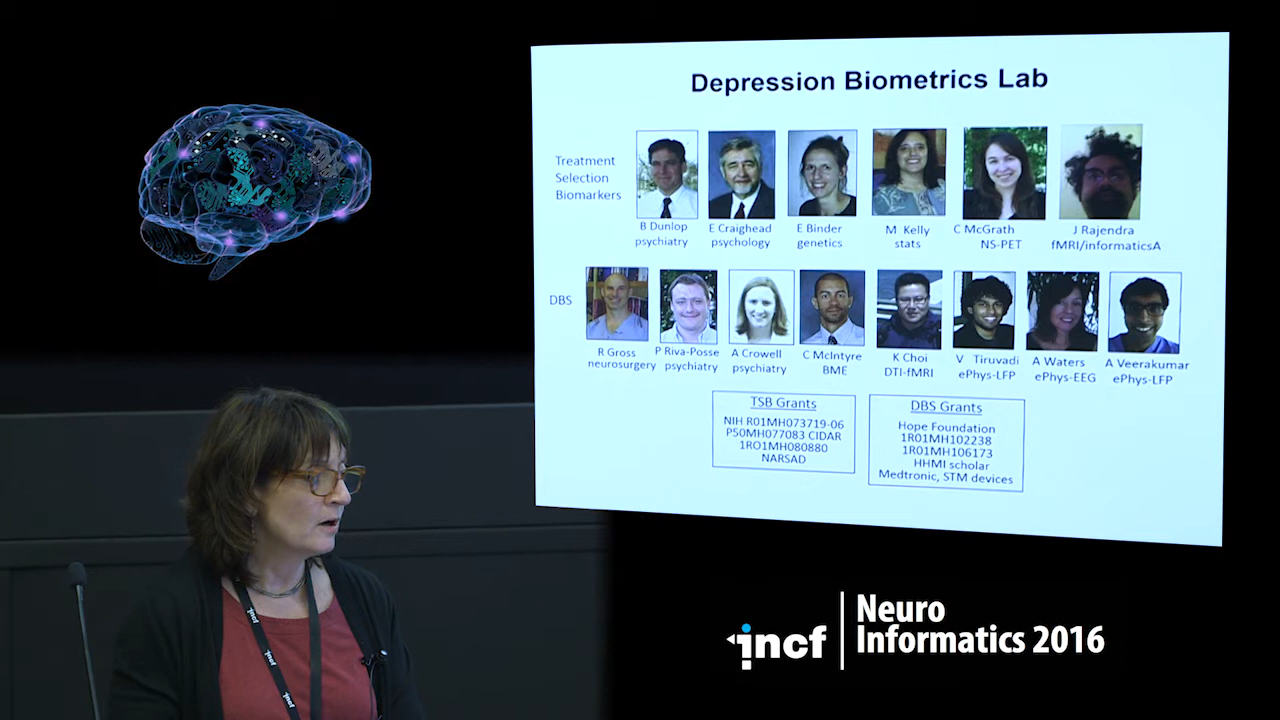 Depression Biometrics Lab
Treatment
Selection
Biomarkers
B Dunlop
psychiatry
E Craighead
psychology
E Binder
genetics
M Kelly
stats
C McGrath
NS-PET
J Rajendra
fMRI/informaticsA
DBS
R Gross
neurosurgery
P Riva-Posse
psychiatry
A Crowell
psychiatry
C McIntyre
BME
K Choi
DTI-fMRI
V Tiruvadi
ePhys-LFP
A Waters
ePhys-EEG
A Veerakumar
ePhys-LFP
TSB Grants
NIH R01MH073719-06
P50MH077083 CIDAR
1RO1MH080880
NARSAD
DBS Grants
Hope Foundation
1R01MH102238
1R01MH106173
HHMI scholar
Medtronic, STM devices
incf
incf
incf
incf
Neuro
Informatics 2016